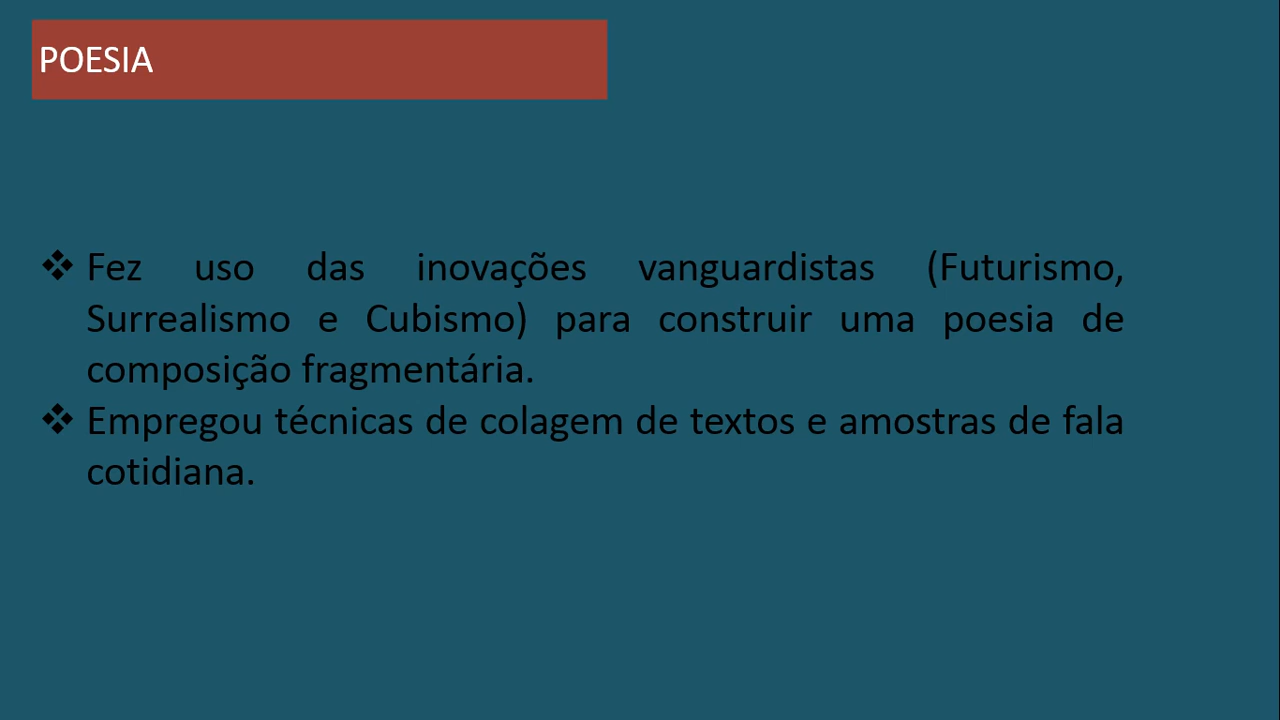 POESIA
❖ Fez uso das inovações vanguardistas (Futurismo,
Surrealismo e Cubismo) para construir uma poesia de
composição fragmentária.
❖ Empregou técnicas de colagem de textos e amostras de fala
cotidiana.